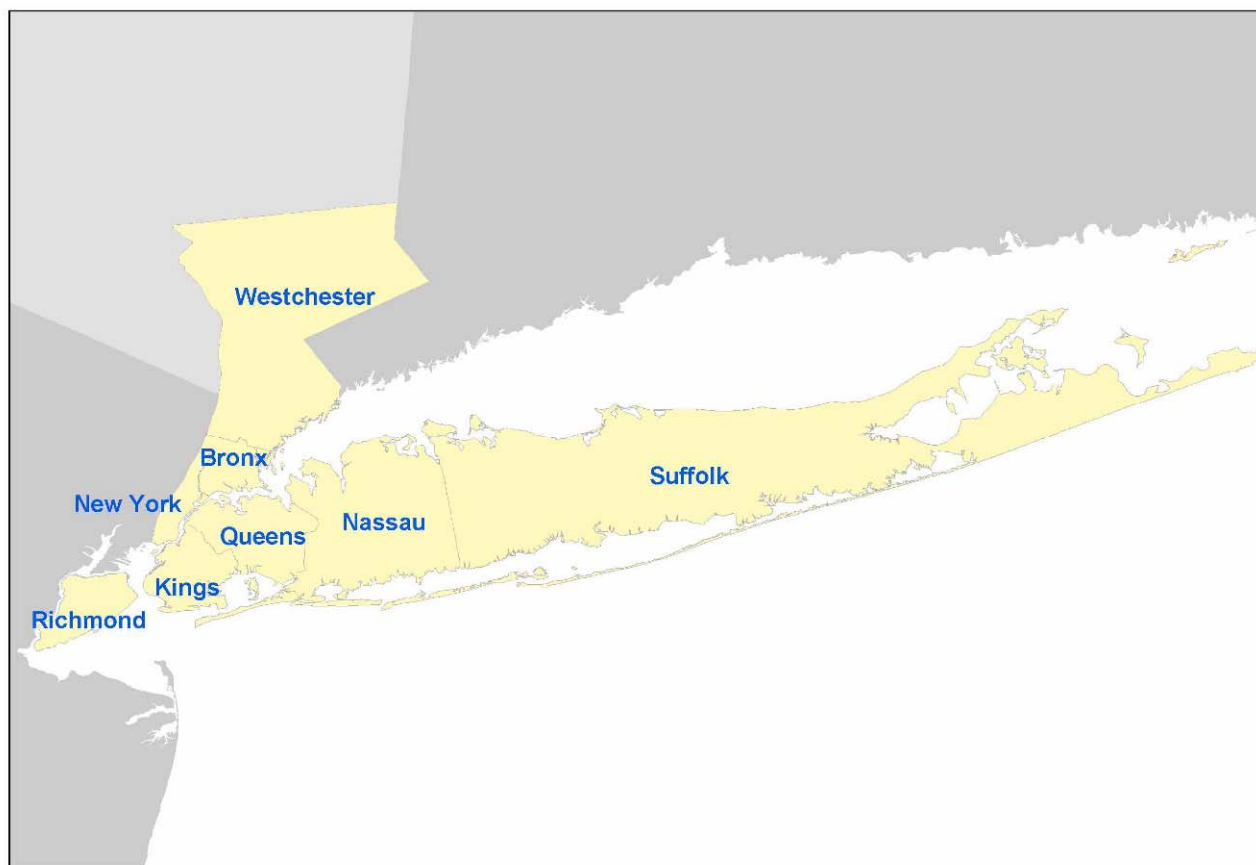 Westchester
Bronx
Suffolk
New York
Nassau
Queens
Kings
Richmond